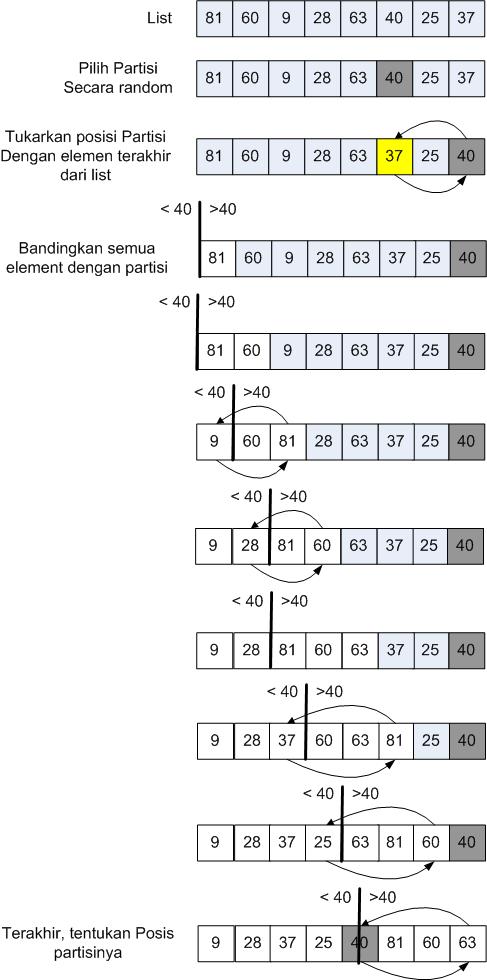 List 81 60 9 28 63 40 25 37
Pilih Partisi
Secara random
81 60 9 28 63 40 25 37
Tukarkan posisi Partisi
Dengan elemen terakhir
dari list
81 60 9 28 63 37 25 40
< 40 >40
Bandingkan semua
element dengan partisi
81 60 9 28 63 37 25 40
< 40 >40
81 60 9 28 63 37 25 40
< 40 >40
9 60 81 28 63 37 25 40
< 40 >40
9 28 81 60 63 37 25 40
< 40 >40
9 28 81 60 63 37 25 40
< 40 >40
9 28 37 60 63 81 25 40
< 40 >40
9 28 37 25 63 81 60 40
< 40 >40
Terakhir, tentukan Posis
partisinya
9 28 37 25 40 81 60 63